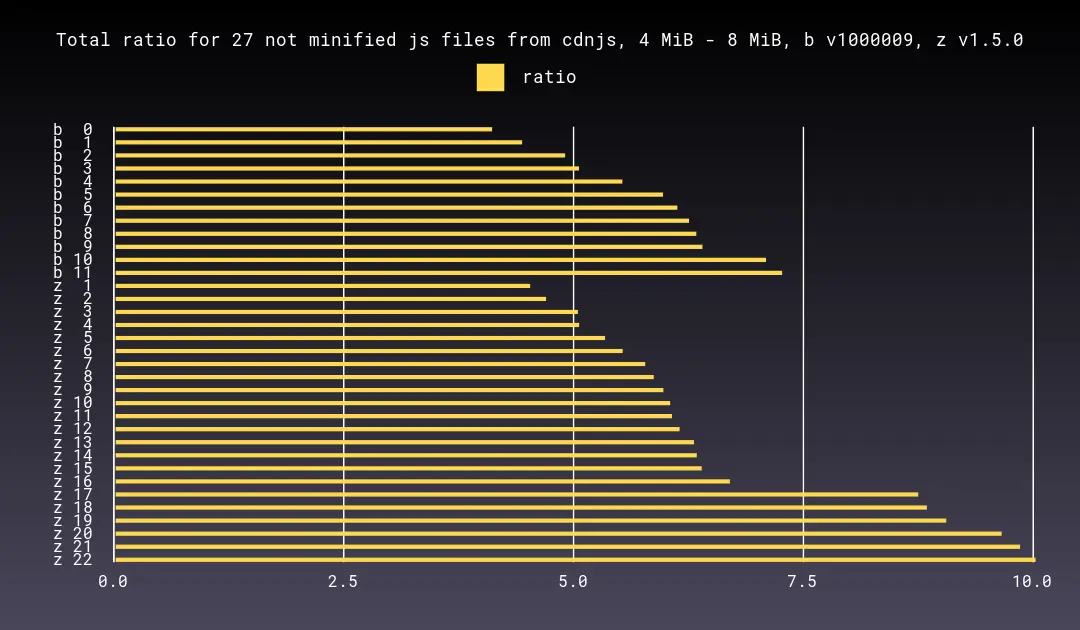 Total ratio for 27 not minified js files from cdnjs, 4 MiB - 8 MiB, b v1000009, z v1.5.0
ratio
b 0
b 1
b 2
b 3
b 4
b 5
b 6
b 7
b 8
b 9
b 10
b 11
z 1
z 2
z 3
z 4
z 5
z 6
z 7
z 8
z 9
z 10
z 11
z 12
z 13
z 14
z 15
z 16
z 17
z 18
z 19
z 20
z 21
z 22
0.0 2.5 5.0 7.5 10.0